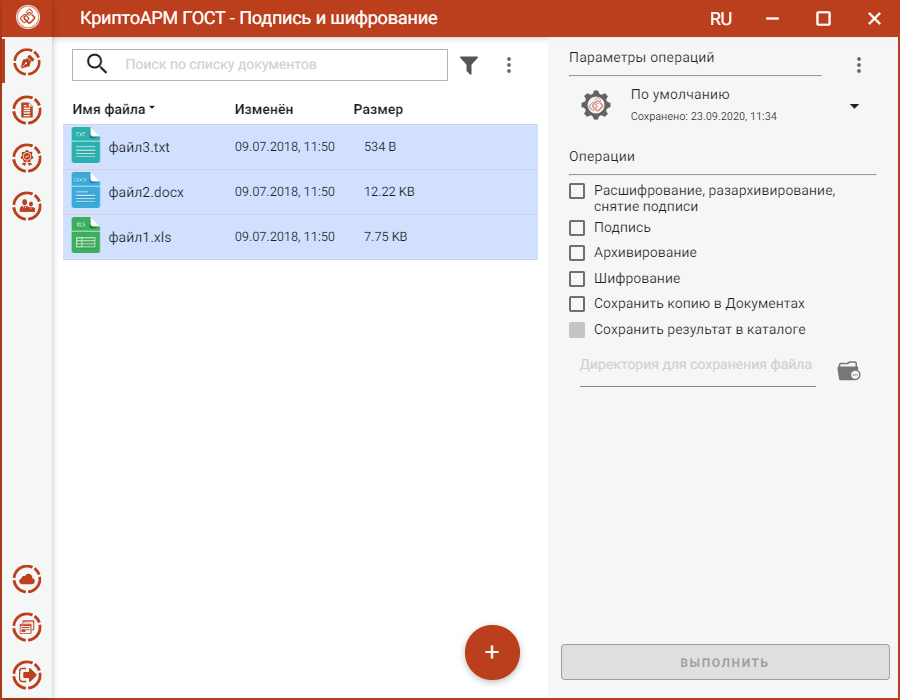 КриптоАРМ ГОСТ - Подпись и шифрование
RU
Поиск по списку документов
Имя файла Изменён Размер
TXT
файл3.txt 09.07.2018, 11:50 534 B
DOCX
файл2.docx 09.07.2018, 11:50 12.22 KB
XLS
файл1.xls 09.07.2018, 11:50 7.75 KB
Параметры операций
По умолчанию
Сохранено: 23.09.2020, 11:34
Операции
Расшифрование, разархивирование,
снятие подписи
Подпись
Архивирование
Шифрование
Сохранить копию в Документах
Сохранить результат в каталоге
Директория для сохранения файла
ВЫПОЛНИТЬ